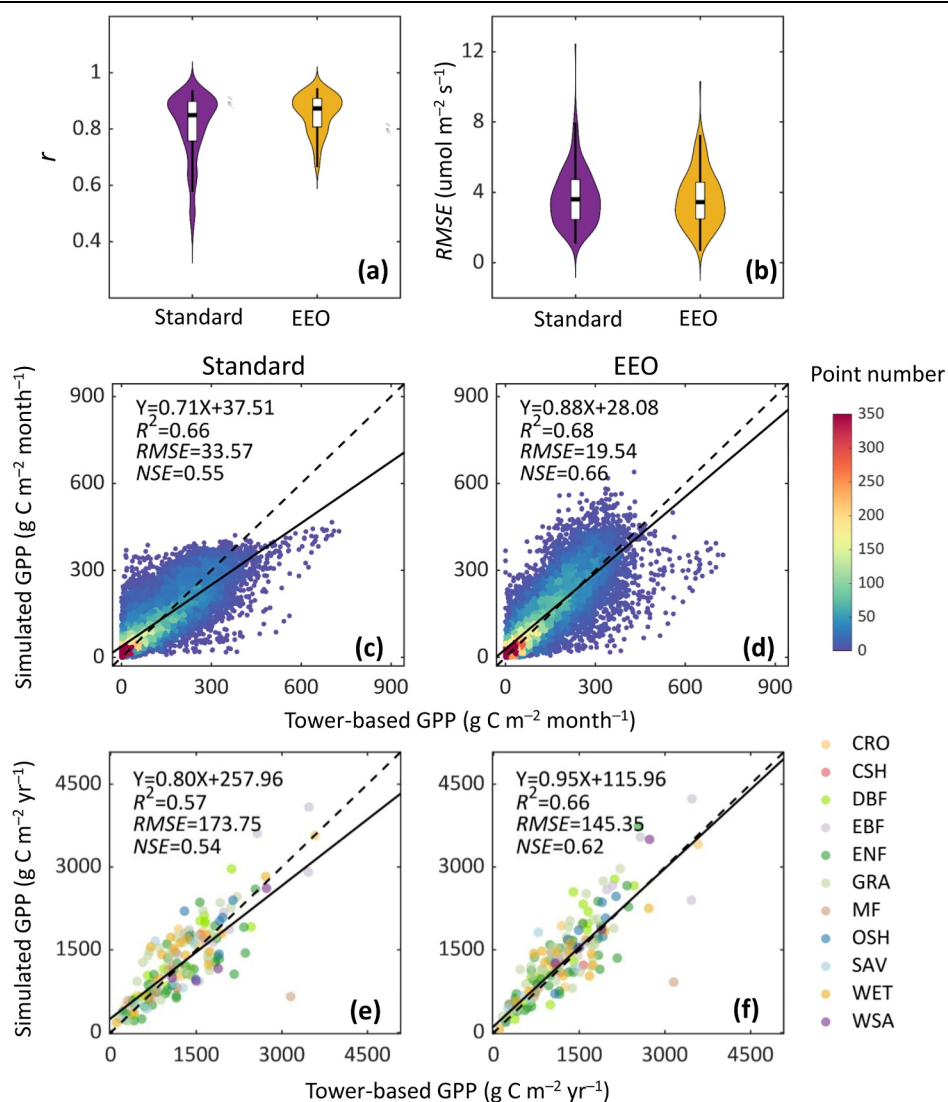 1
0.8
0.6
0.4
r
(a)
Standard
EEO
12
8
4
0
RMSE (umol m⁻² s⁻¹)
(b)
Standard
EEO
Standard
EEO
Point number
Simulated GPP (g C m⁻² month⁻¹)
900
600
300
0
Y=0.71X+37.51
R²=0.66
RMSE=33.57
NSE=0.55
(c)
0 300 600 900
Y=0.88X+28.08
R²=0.68
RMSE=19.54
NSE=0.66
(d)
0 300 600 900
350
300
250
200
150
100
50
0
Tower-based GPP (g C m⁻² month⁻¹)
Simulated GPP (g C m⁻² yr⁻¹)
4500
3000
1500
0
Y=0.80X+257.96
R²=0.57
RMSE=173.75
NSE=0.54
(e)
0 1500 3000 4500
Y=0.95X+115.96
R²=0.66
RMSE=145.35
NSE=0.62
(f)
0 1500 3000 4500
CRO
CSH
DBF
EBF
ENF
GRA
MF
OSH
SAV
WET
WSA
Tower-based GPP (g C m⁻² yr⁻¹)